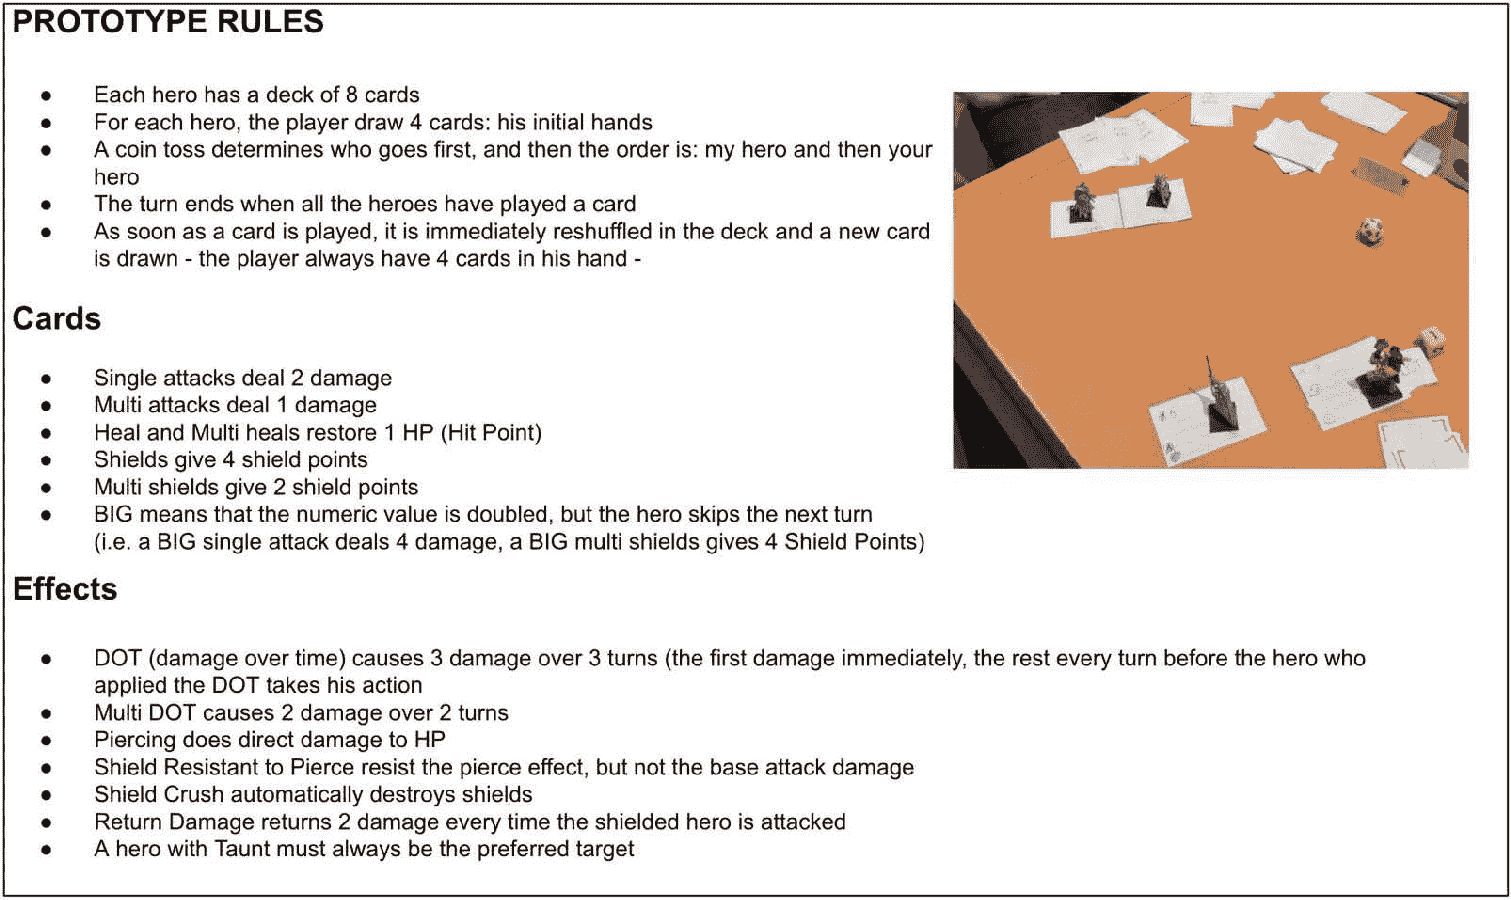 PROTOTYPE RULES
● Each hero has a deck of 8 cards
● For each hero, the player draw 4 cards: his initial hands
● A coin toss determines who goes first, and then the order is: my hero and then your
hero
● The turn ends when all the heroes have played a card
● As soon as a card is played, it is immediately reshuffled in the deck and a new card
is drawn - the player always have 4 cards in his hand -
Cards
● Single attacks deal 2 damage
● Multi attacks deal 1 damage
● Heal and Multi heals restore 1 HP (Hit Point)
● Shields give 4 shield points
● Multi shields give 2 shield points
● BIG means that the numeric value is doubled, but the hero skips the next turn
(i.e. a BIG single attack deals 4 damage, a BIG multi shields gives 4 Shield Points)
Effects
● DOT (damage over time) causes 3 damage over 3 turns (the first damage immediately, the rest every turn before the hero who
applied the DOT takes his action
● Multi DOT causes 2 damage over 2 turns
● Piercing does direct damage to HP
● Shield Resistant to Pierce resist the pierce effect, but not the base attack damage
● Shield Crush automatically destroys shields
● Return Damage returns 2 damage every time the shielded hero is attacked
● A hero with Taunt must always be the preferred target